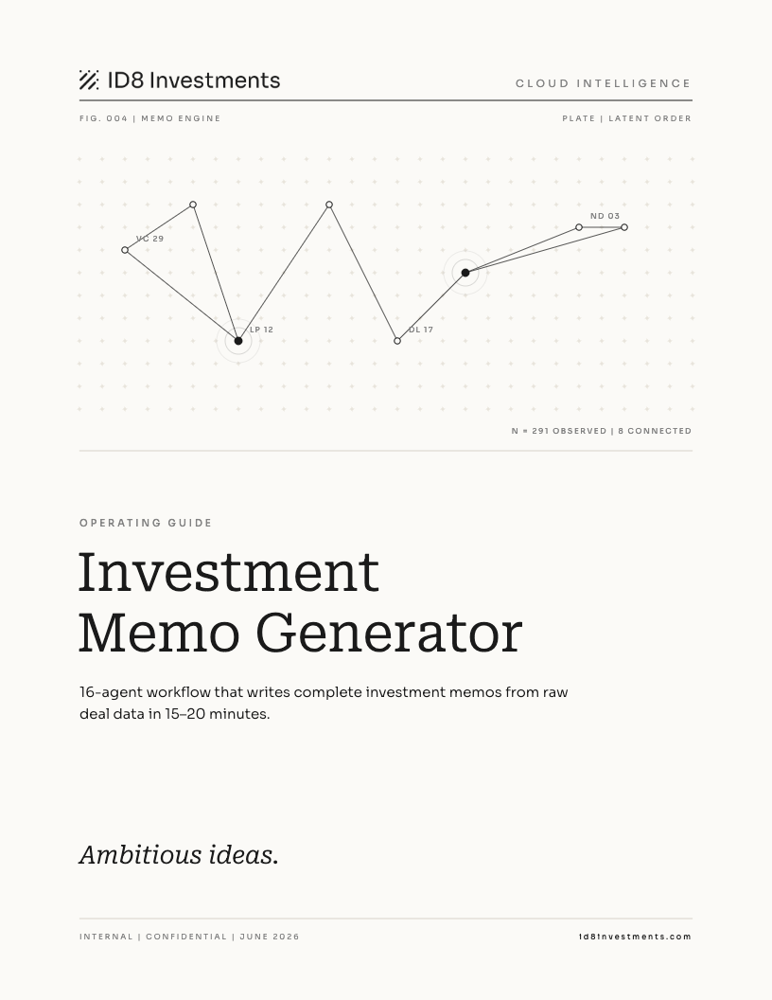 ID8 Investments
CLOUD INTELLIGENCE
FIG. 004 | MEMO ENGINE
PLATE | LATENT ORDER
ND 03
VC 29
LP 12
DL 17
N = 291 OBSERVED | 8 CONNECTED
OPERATING GUIDE
Investment
Memo Generator
16-agent workflow that writes complete investment memos from raw
deal data in 15–20 minutes.
Ambitious ideas.
INTERNAL | CONFIDENTIAL | JUNE 2026
id8investments.com